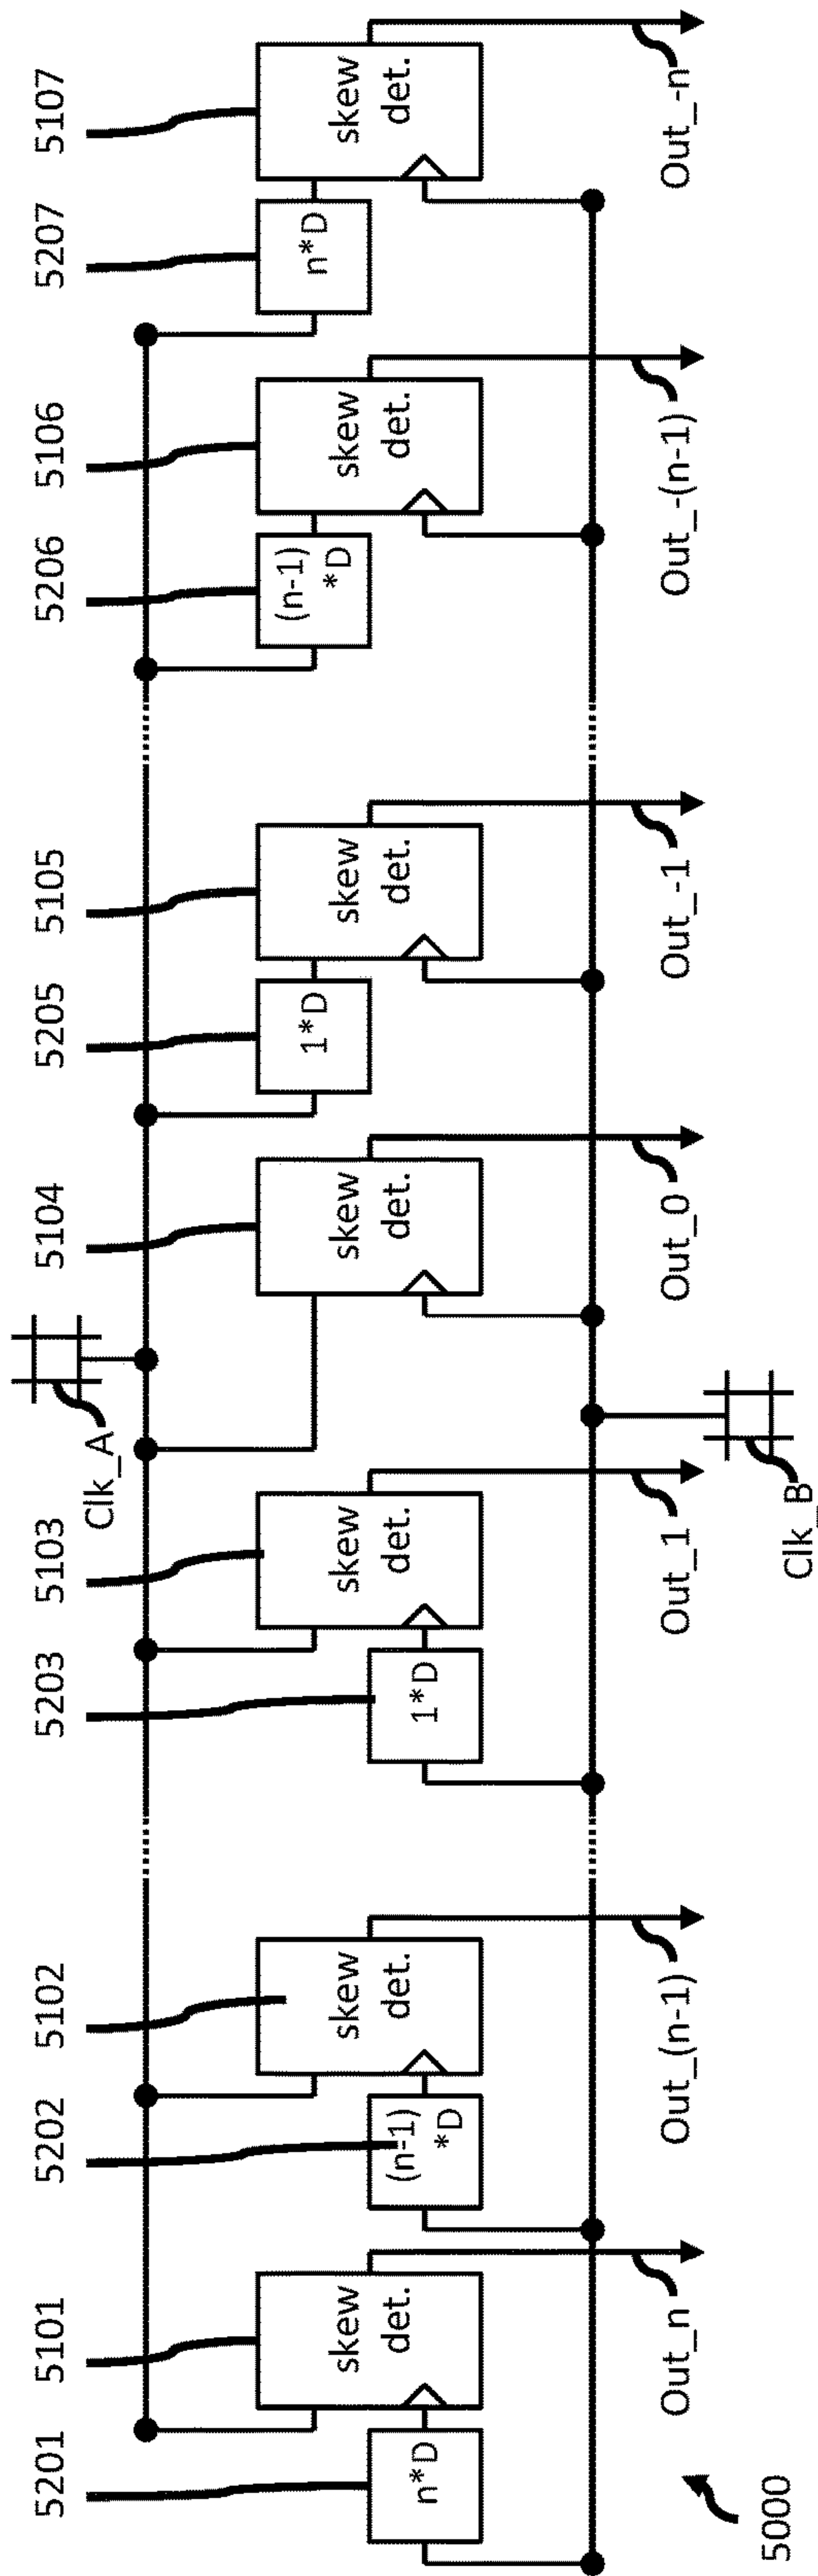 5201 5101 5202 5102 5203 5103 5104 5205 5105 5206 5106 5207 5107
Clk_A
skew
det.
n*D
skew
det.
(n-1)
*D
skew
det.
1*D
skew
det.
1*D
skew
det.
(n-1)
*D
skew
det.
n*D
skew
det.
Out_n
Out_(n-1)
Out_1
Out_0
Out_-1
Out_-(n-1)
Out_-n
Clk_B
5000